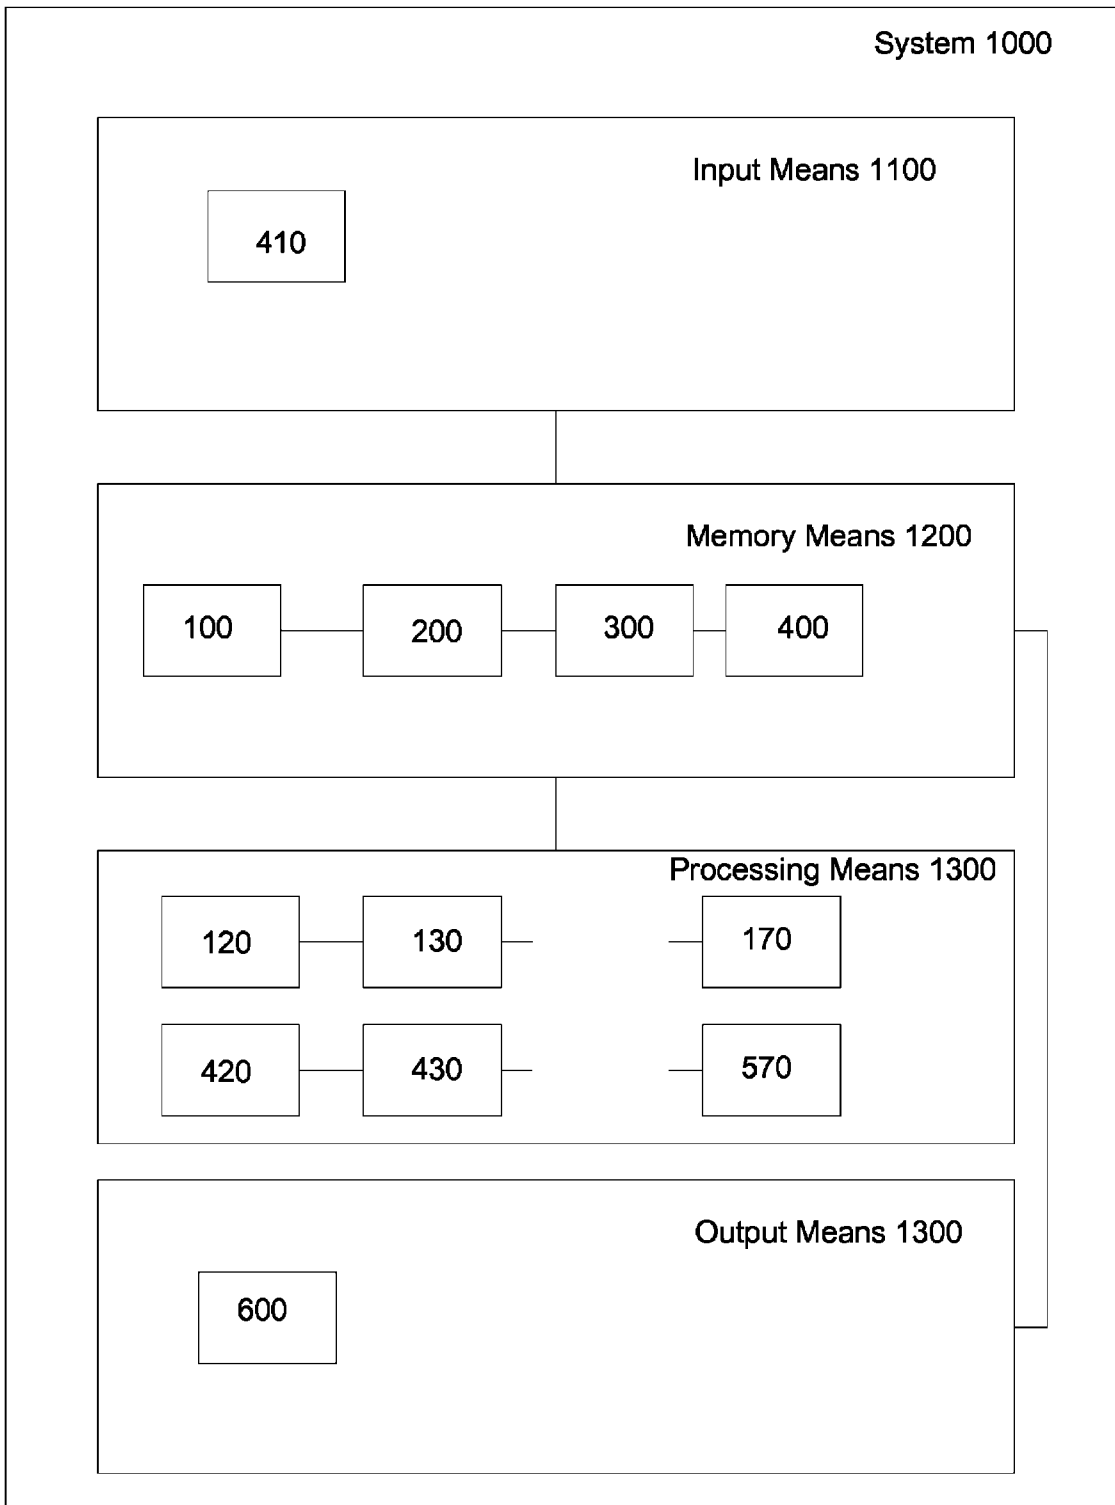 System 1000
Input Means 1100
410
Memory Means 1200
100 200 300 400
Processing Means 1300
120 130 170
420 430 570
Output Means 1300
600